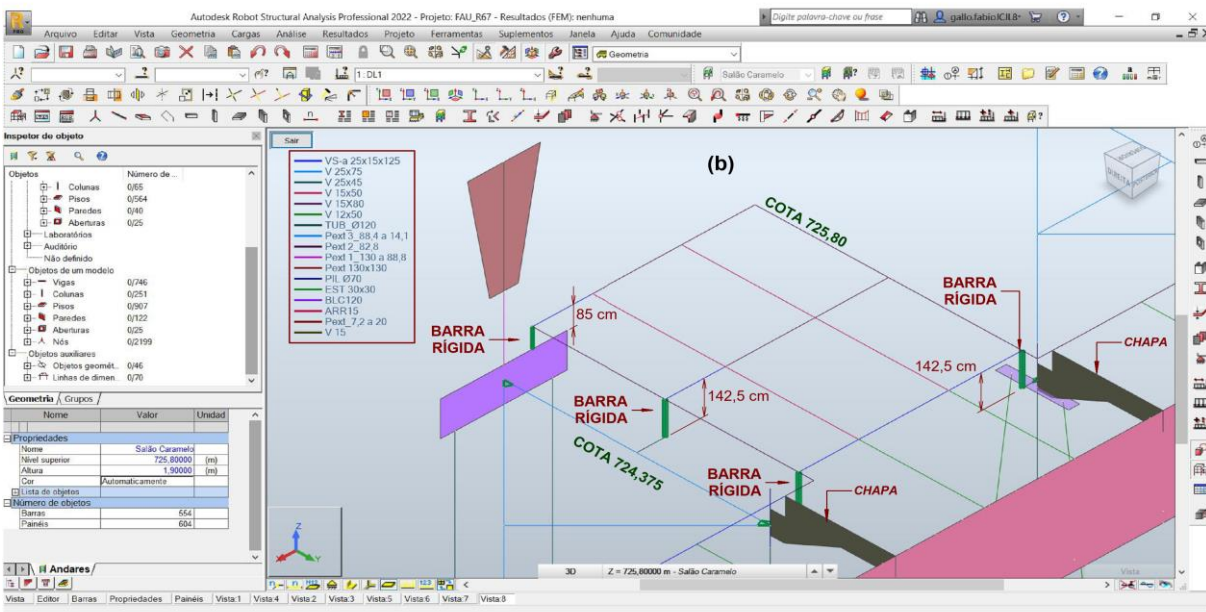 Autodesk Robot Structural Analysis Professional 2022 - Projeto: FAU_R67 - Resultados (FEM): nenhuma
Digite palavra-chave ou frase
gallo.fabioICJL8
Arquivo Editar Vista Geometria Cargas Análise Resultados Projeto Ferramentas Suplementos Janela Ajuda Comunidade
Geometria
1:DL1
Salão Caramelo
Inspetor de objeto
Objetos Número de ...
Colunas 0/65
Pisos 0/564
Paredes 0/40
Aberturas 0/25
Laboratórios
Auditório
Não definido
Objetos de um modelo
Vigas 0/746
Colunas 0/251
Pisos 0/907
Paredes 0/122
Aberturas 0/25
Nós 0/2199
Objetos auxiliares
Objetos geomét.. 0/46
Linhas de dimen.. 0/70
Geometria Grupos
Nome Valor Unidad
Propriedades
Nome Salão Caramelo
Nível superior 725,80000 (m)
Altura 1,90000 (m)
Cor Automaticamente
Lista de objetos
Número de objetos
Barras 554
Painéis 604
Andares
Sair
VS-a 25x15x125
V 25x75
V 25x45
V 15x50
V 15X80
V 12x50
TUB_Ø120
Pext 3_88,4 a 14,1
Pext 2_82,8
Pext 1_130 a 88,8
Pext 130x130
PIL Ø70
EST 30x30
BLC120
ARR15
Pext_7,2 a 20
V 15
(b)
COTA 725,80
85 cm
BARRA
RÍGIDA
BARRA
RÍGIDA
CHAPA
142,5 cm
142,5 cm
BARRA
RÍGIDA
COTA 724,375
BARRA
RÍGIDA
CHAPA
DIREITA
Z
X
Y
3D Z = 725,80000 m - Salão Caramelo
Vista
Vista Editor Barras Propriedades Painéis Vista:1 Vista:4 Vista:2 Vista:3 Vista:5 Vista:6 Vista:7 Vista:8